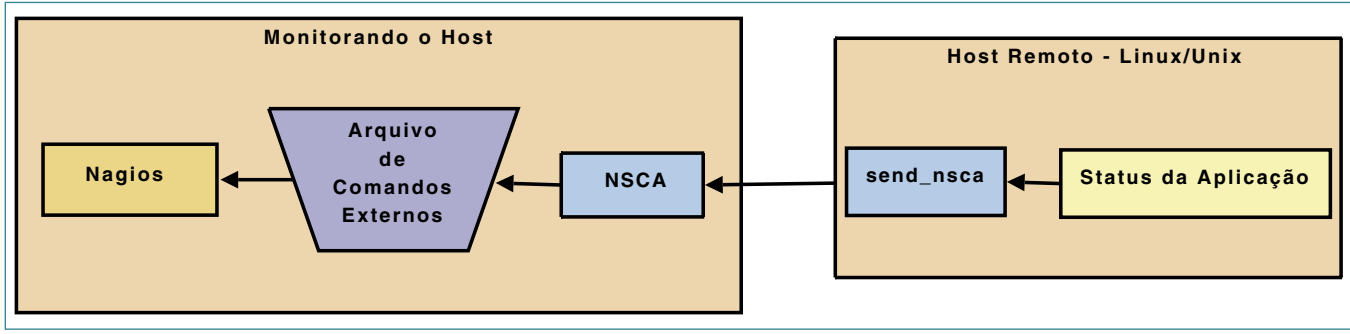 Monitorando o Host
Nagios
Arquivo
de
Comandos
Externos
NSCA
Host Remoto - Linux/Unix
send_nsca
Status da Aplicação